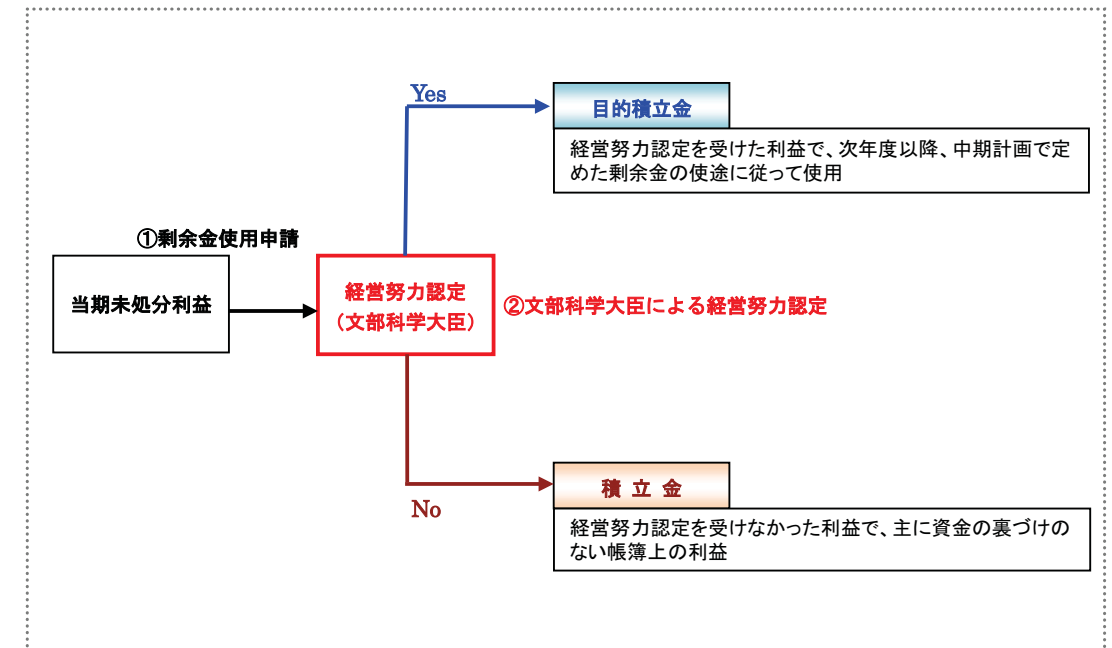 Yes
目的積立金
経営努力認定を受けた利益で、次年度以降、中期計画で定
めた剰余金の使途に従って使用
①剰余金使用申請
当期未処分利益
経営努力認定
（文部科学大臣）
②文部科学大臣による経営努力認定
積 立 金
No
経営努力認定を受けなかった利益で、主に資金の裏づけの
ない帳簿上の利益